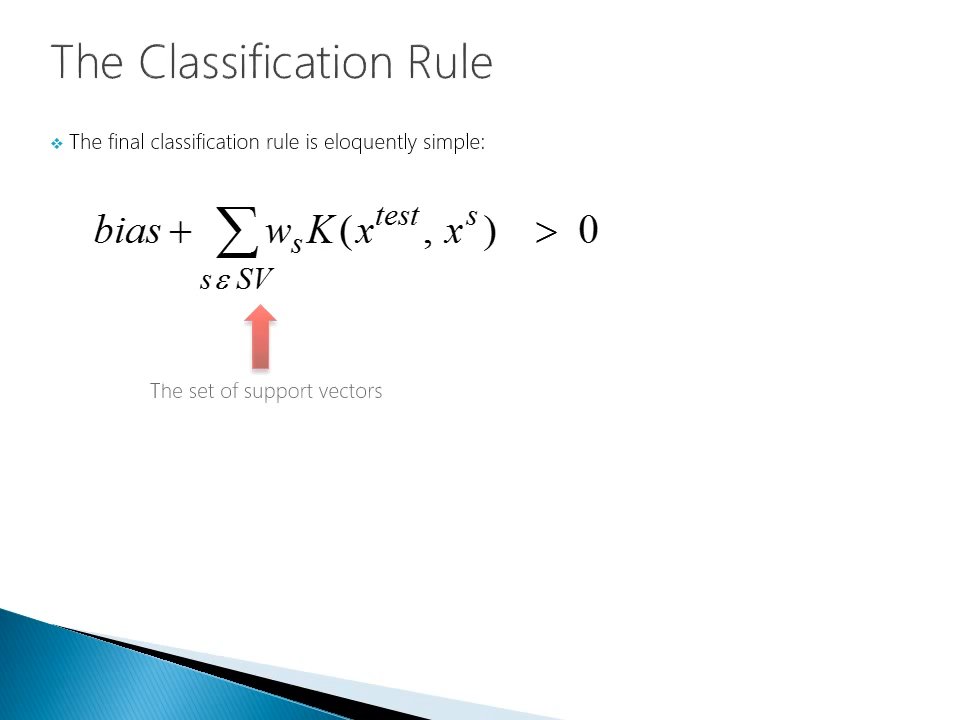 The Classification Rule
❖ The final classification rule is eloquently simple:
bias + ∑ w_s K(x^test, x^s) > 0
s ε SV
The set of support vectors